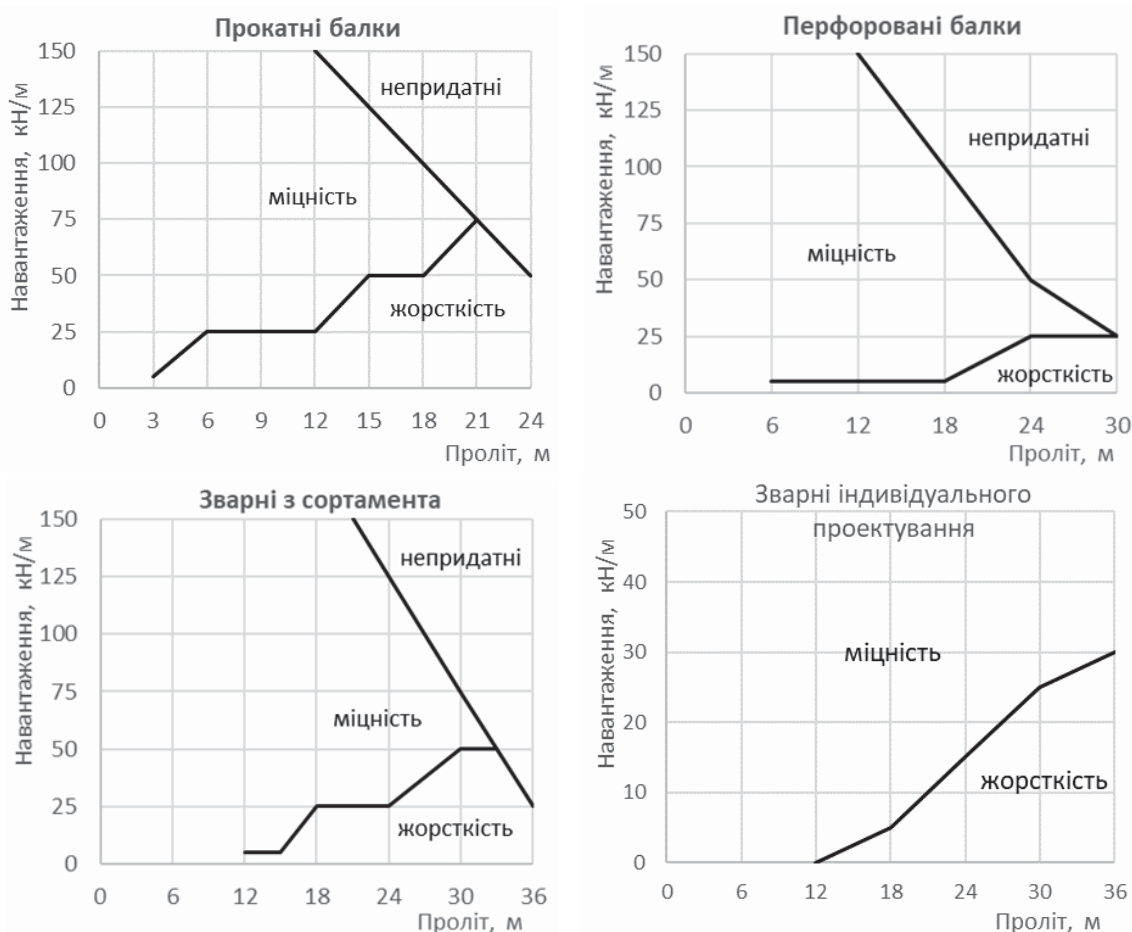 Прокатні балки
Навантаження, кН/м
150
125
100
75
50
25
0
непридатні
міцність
жорсткість
0 3 6 9 12 15 18 21 24
Проліт, м
Перфоровані балки
Навантаження, кН/м
150
125
100
75
50
25
0
непридатні
міцність
жорсткість
0 6 12 18 24 30
Проліт, м
Зварні з сортамента
Навантаження, кН/м
150
125
100
75
50
25
0
непридатні
міцність
жорсткість
0 6 12 18 24 30 36
Проліт, м
Зварні індивідуального
проектування
Навантаження, кН/м
50
40
30
20
10
0
міцність
жорсткість
0 6 12 18 24 30 36
Проліт, м